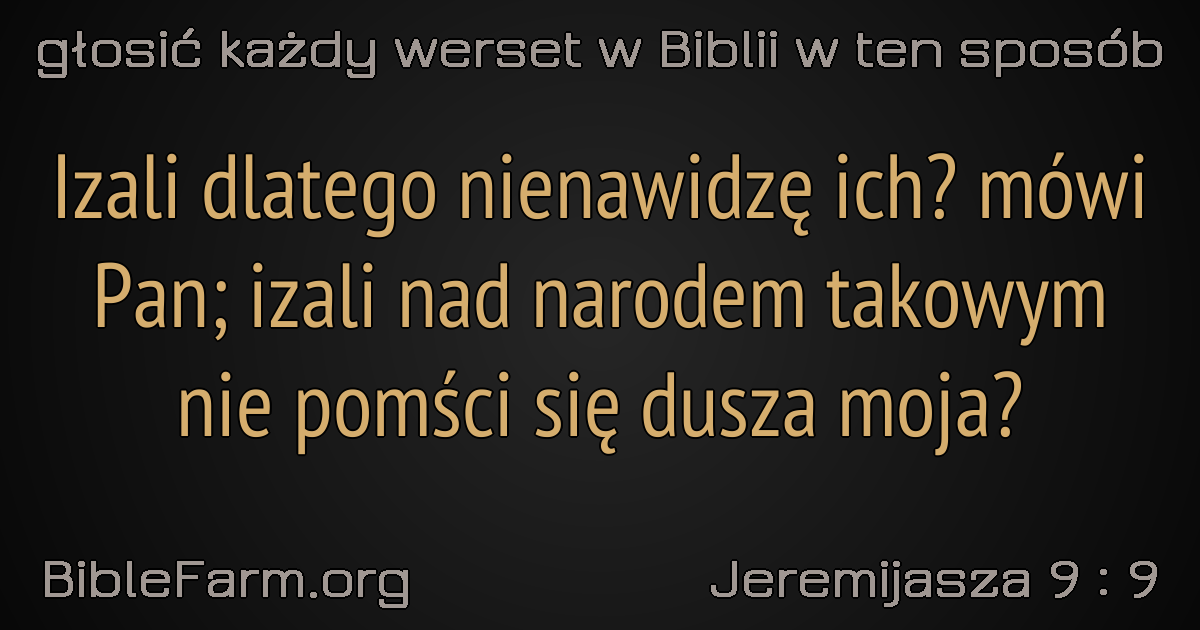 głosić każdy werset w Biblii w ten sposób
Izali dlatego nienawidzę ich? mówi
Pan; izali nad narodem takowym
nie pomści się dusza moja?
BibleFarm.org
Jeremijasza 9 : 9